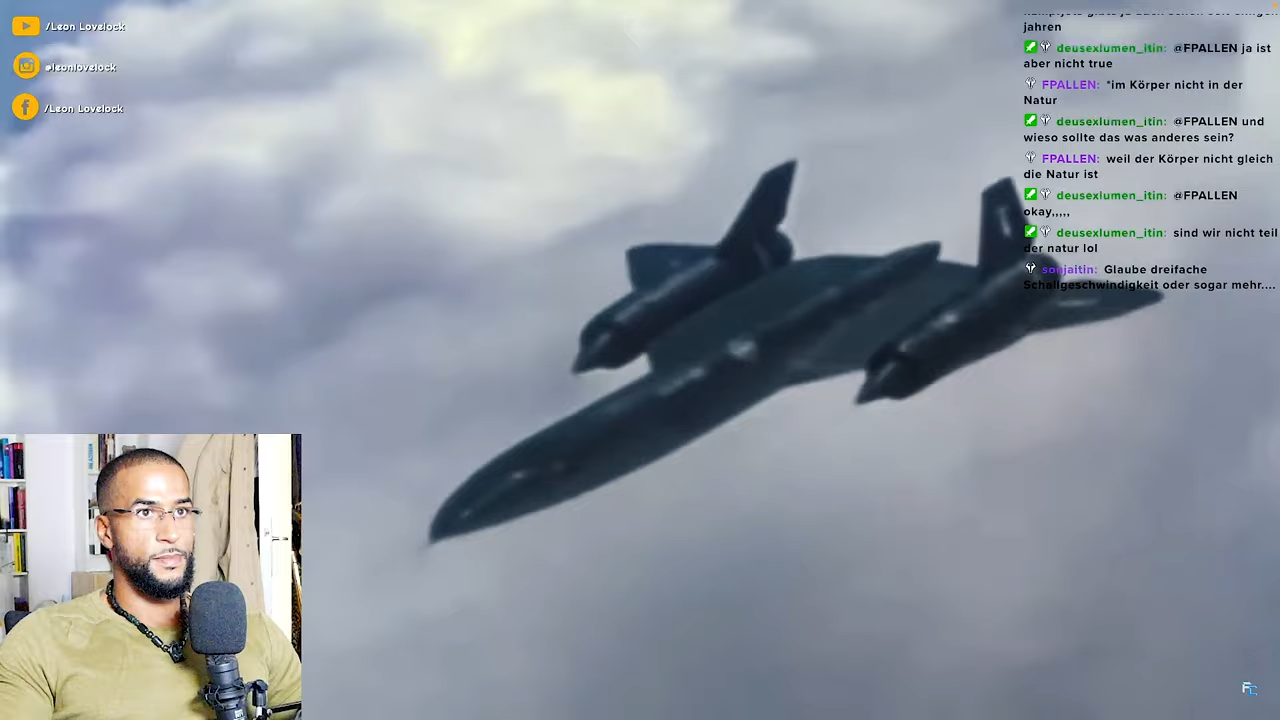 /Leon Lovelock
@leonlovelock
/Leon Lovelock
jahren
deusexlumen_itin: @FPALLEN ja ist
aber nicht true
FPALLEN: *im Körper nicht in der
Natur
deusexlumen_itin: @FPALLEN und
wieso sollte das was anderes sein?
FPALLEN: weil der Körper nicht gleich
die Natur ist
deusexlumen_itin: @FPALLEN
okay,,,,,
deusexlumen_itin: sind wir nicht teil
der natur lol
sonjaitin: Glaube dreifache
Schallgeschwindigkeit oder sogar mehr....